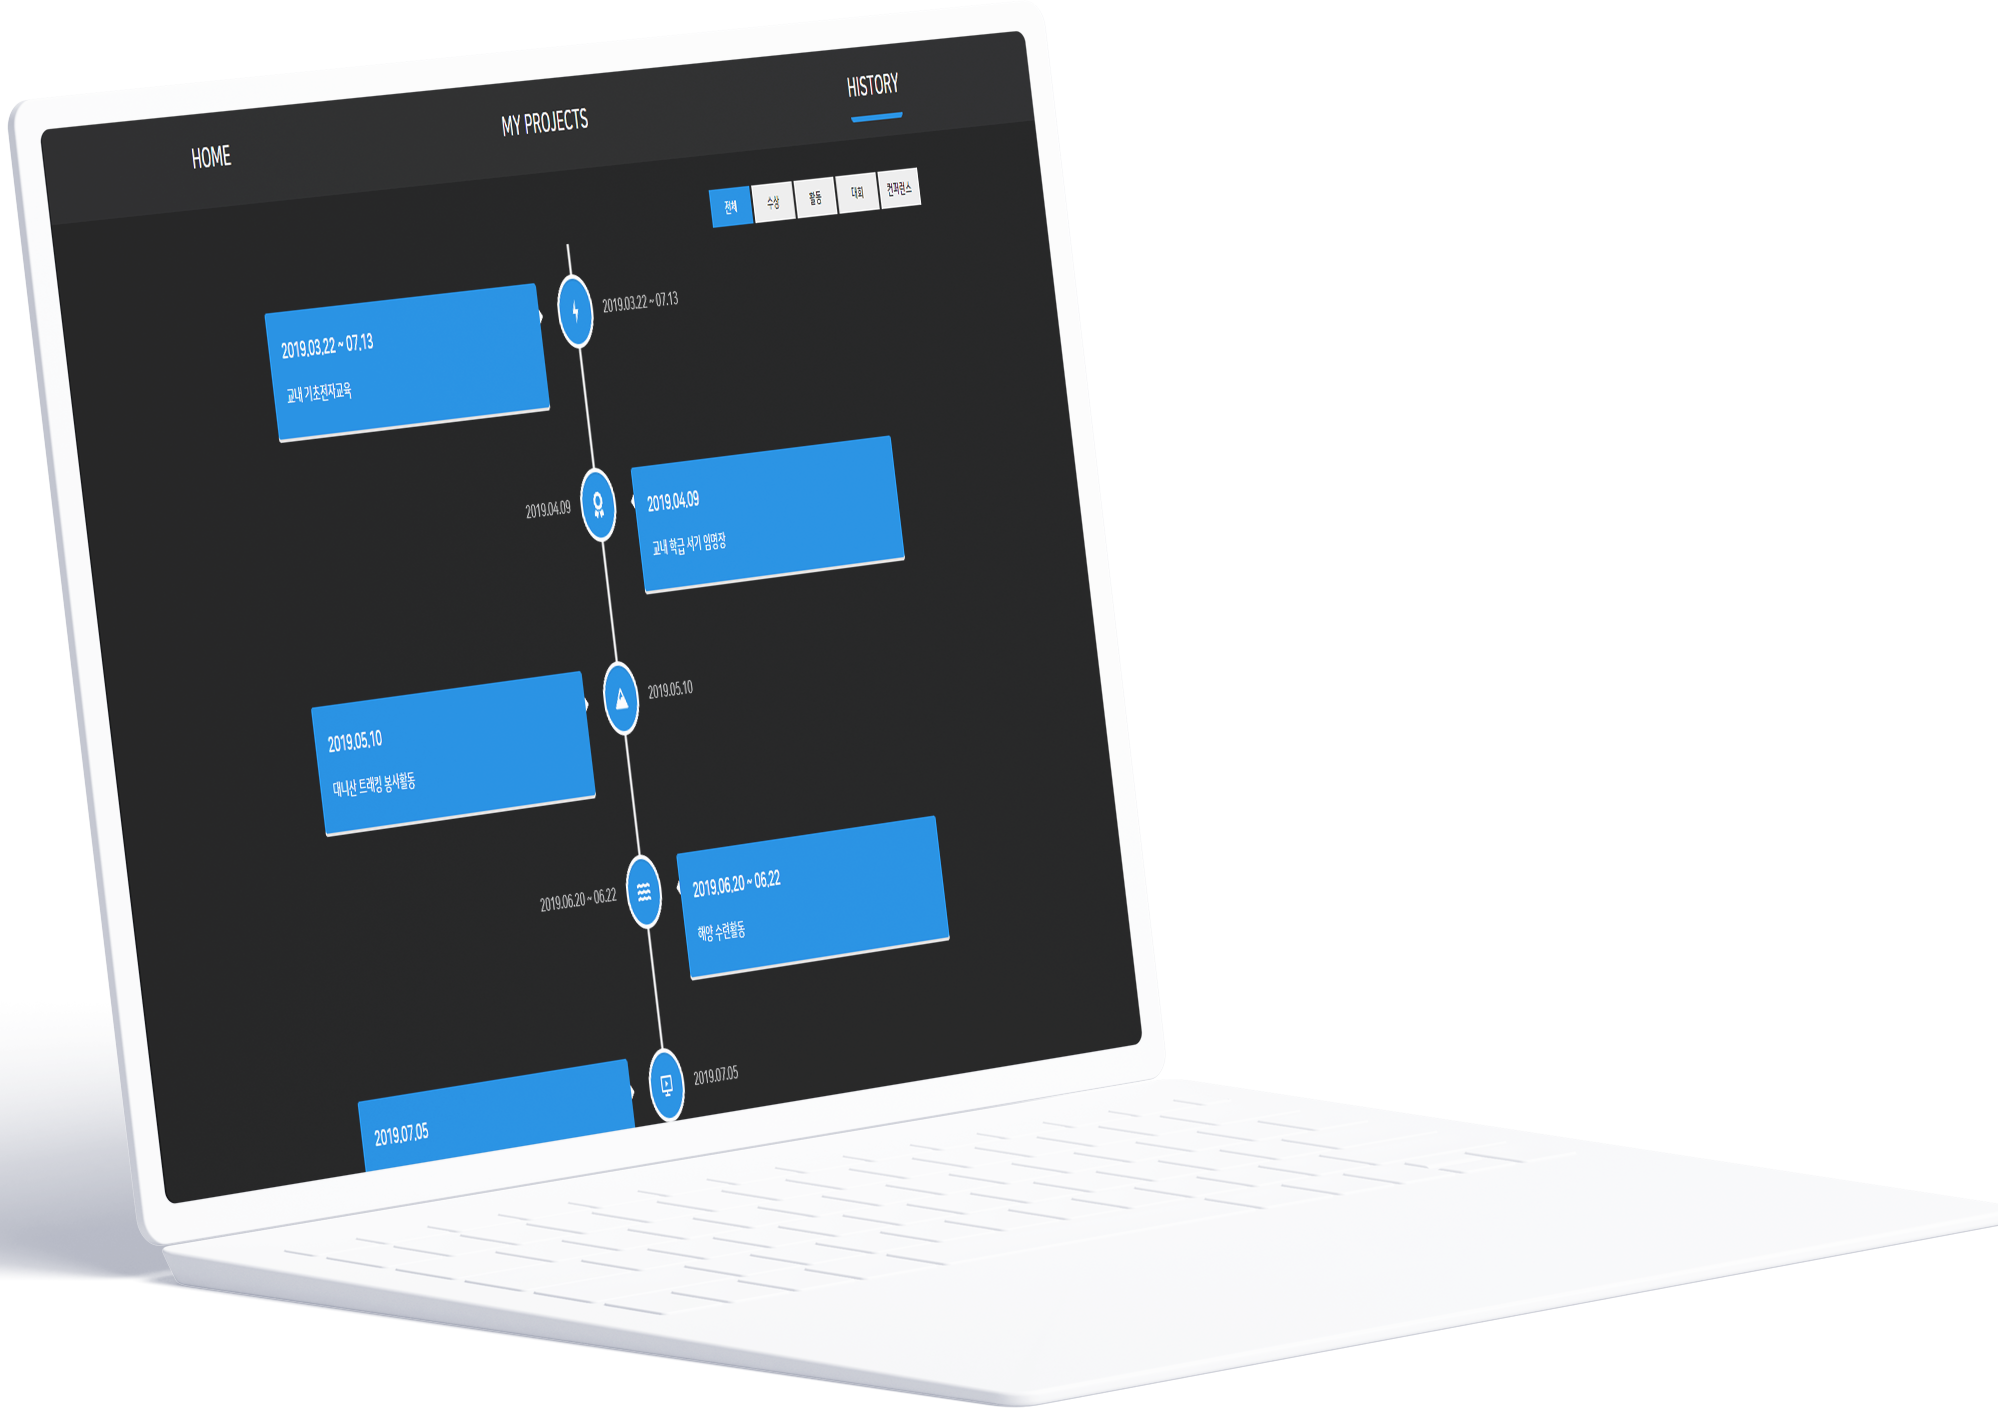 HOME
MY PROJECTS
HISTORY
전체
수상
활동
대회
컨퍼런스
2019.03.22 ~ 07.13
교내 기초전자교육
2019.03.22 ~ 07.13
2019.04.09
2019.04.09
교내 학급 서기 임명장
2019.05.10
대니산 트래킹 봉사활동
2019.05.10
2019.06.20 ~ 06.22
2019.06.20 ~ 06.22
해양 수련활동
2019.07.05
2019.07.05